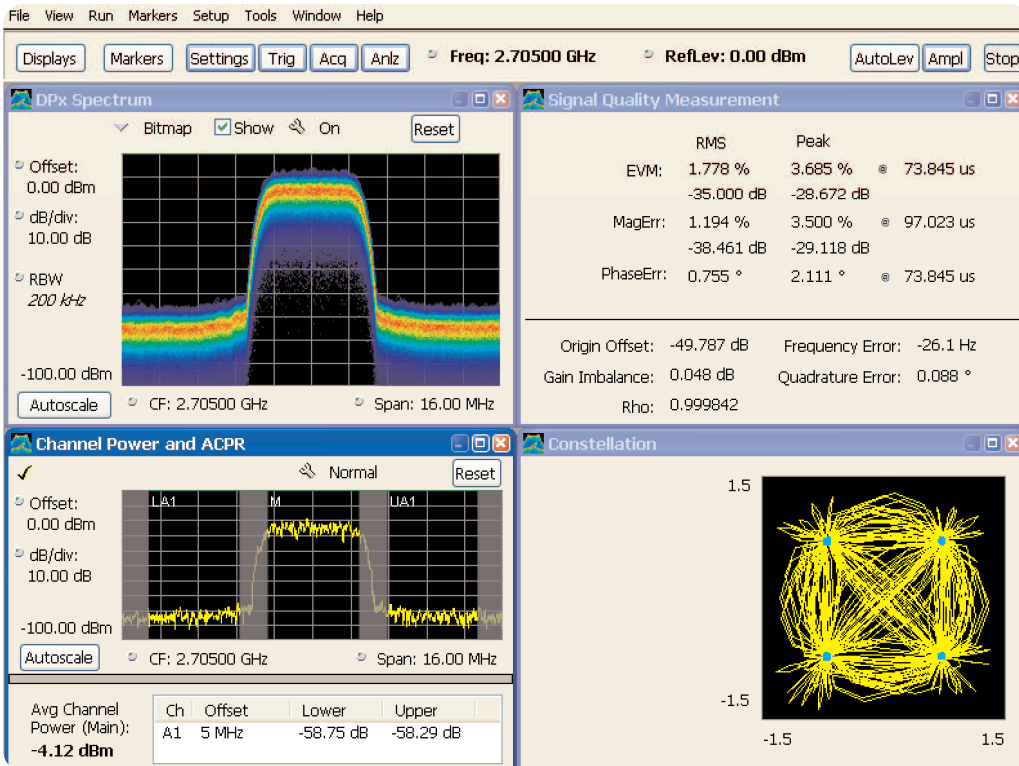 File View Run Markers Setup Tools Window Help
Displays Markers Settings Trig Acq Anlz Freq: 2.70500 GHz RefLev: 0.00 dBm AutoLev Ampl Stop
DPx Spectrum
Bitmap Show On Reset
Offset:
0.00 dBm
dB/div:
10.00 dB
RBW
200 kHz
-100.00 dBm
Autoscale CF: 2.70500 GHz Span: 16.00 MHz
Signal Quality Measurement
RMS Peak
EVM: 1.778 % 3.685 % @ 73.845 us
-35.000 dB -28.672 dB
MagErr: 1.194 % 3.500 % @ 97.023 us
-38.461 dB -29.118 dB
PhaseErr: 0.755 ° 2.111 ° @ 73.845 us
Origin Offset: -49.787 dB Frequency Error: -26.1 Hz
Gain Imbalance: 0.048 dB Quadrature Error: 0.088 °
Rho: 0.999842
Channel Power and ACPR
Normal Reset
Offset:
0.00 dBm
dB/div:
10.00 dB
-100.00 dBm
LA1 M UA1
Autoscale CF: 2.70500 GHz Span: 16.00 MHz
Avg Channel
Power (Main):
-4.12 dBm
Ch Offset Lower Upper
A1 5 MHz -58.75 dB -58.29 dB
Constellation
1.5
-1.5
-1.5 1.5